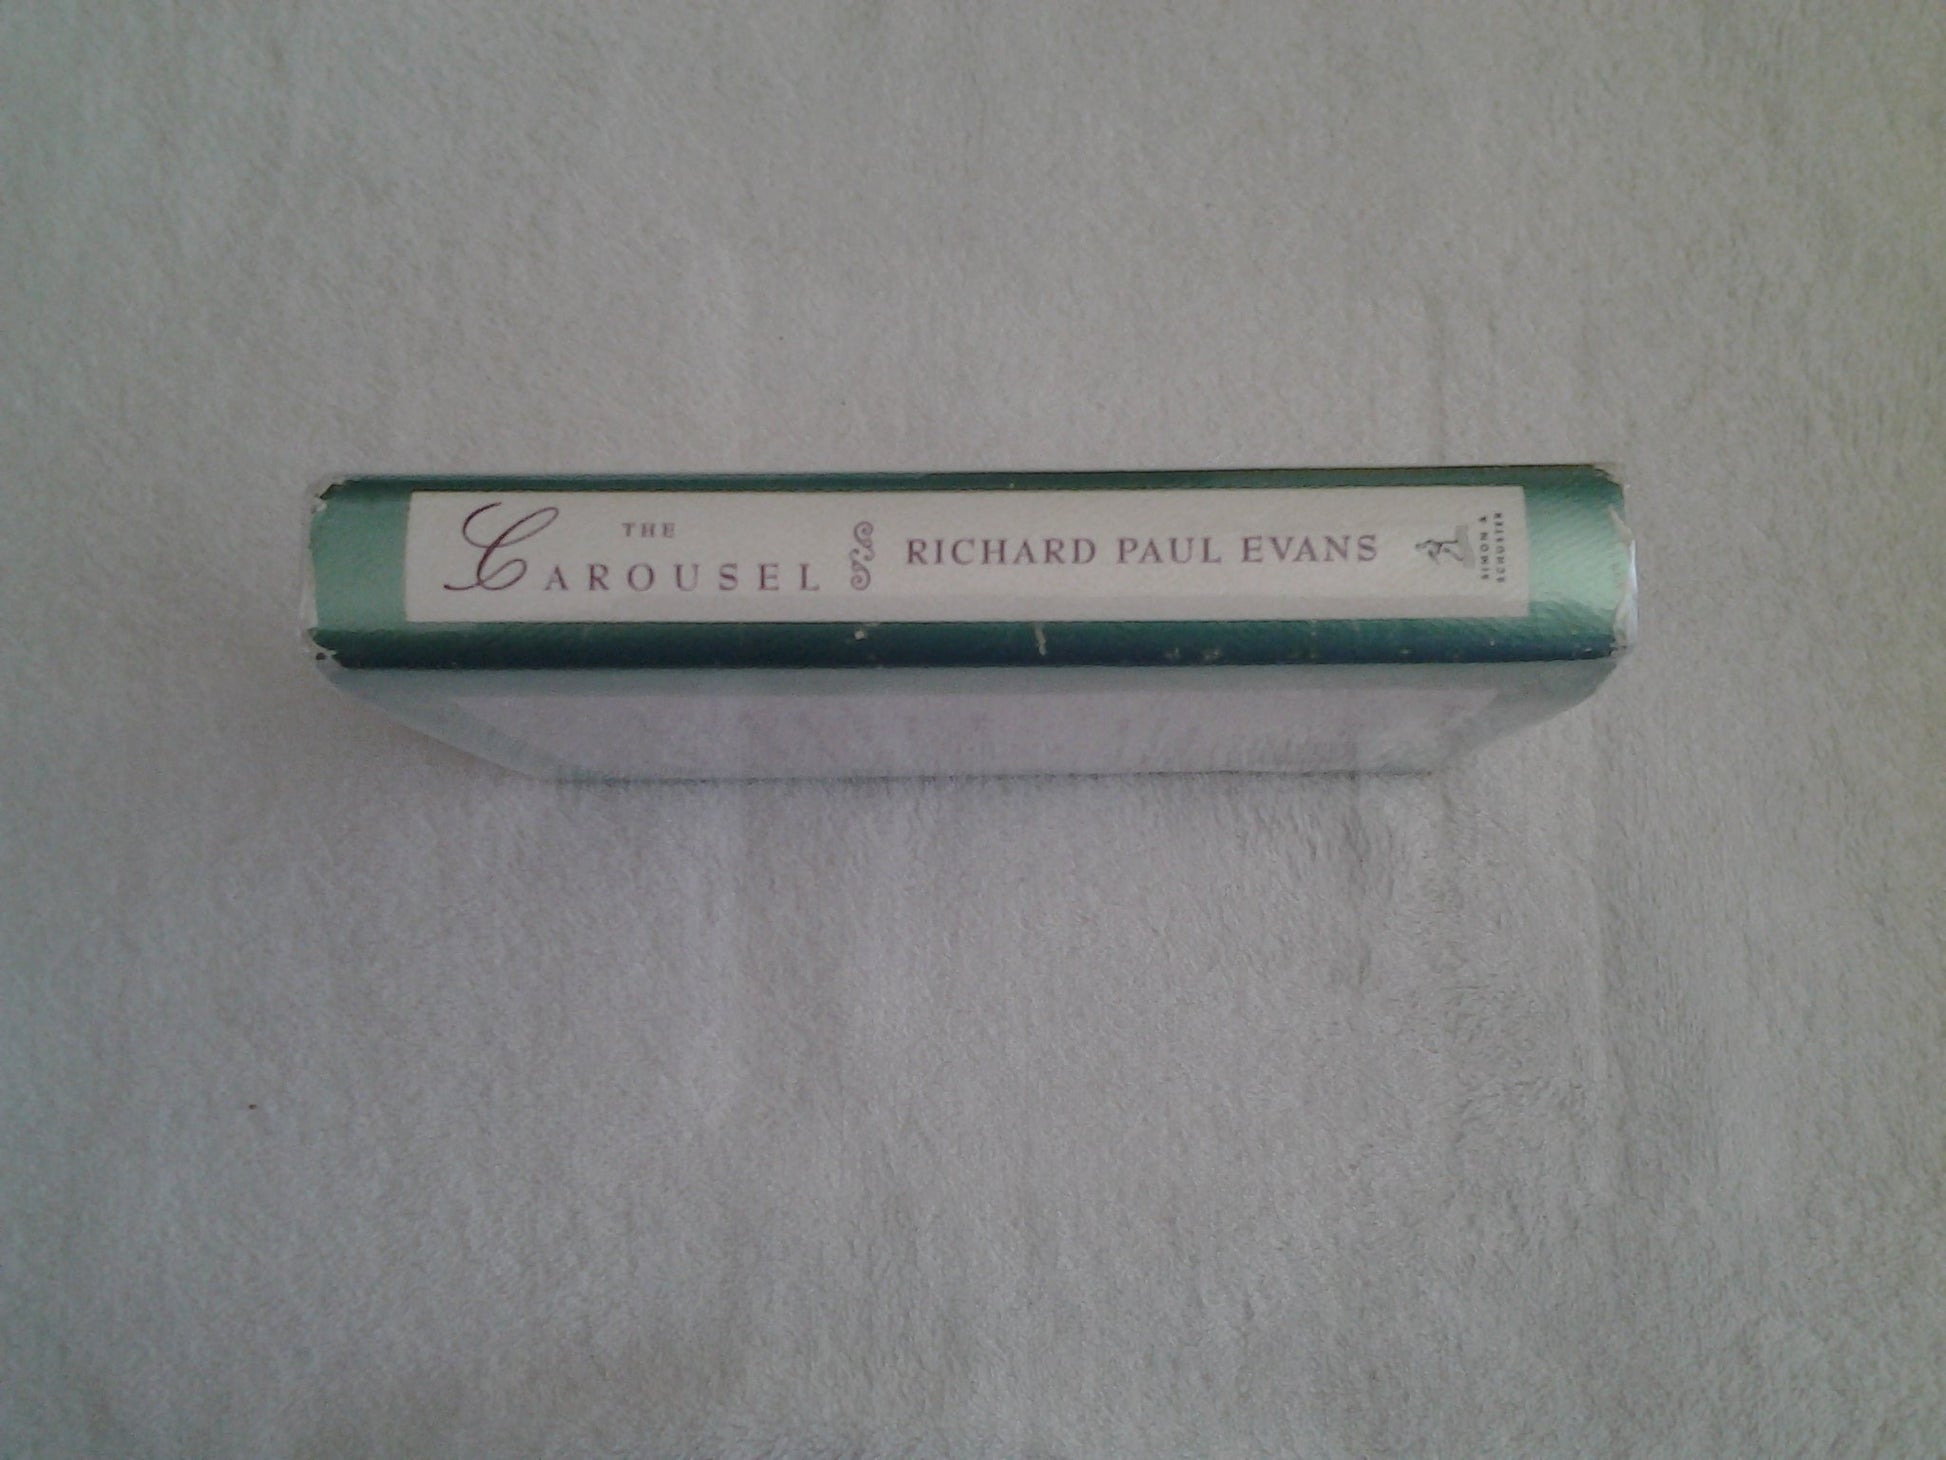 THE
CAROUSEL
RICHARD PAUL EVANS
SIMON &
SCHUSTER